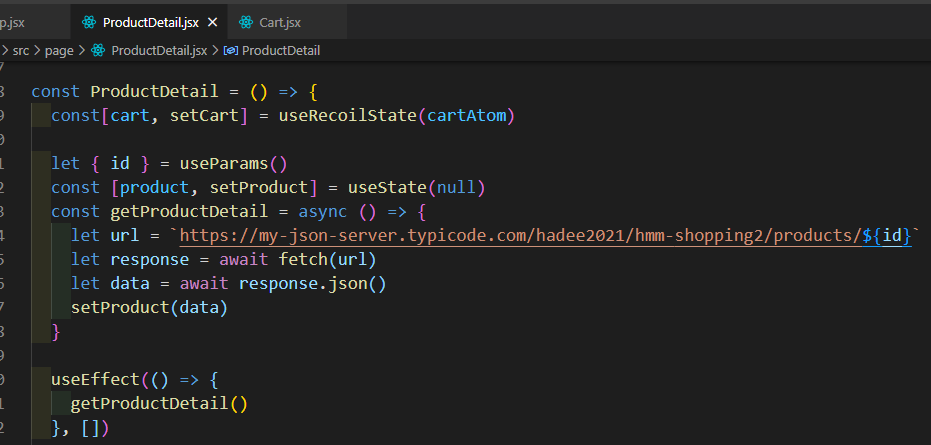 p.jsx ProductDetail.jsx × Cart.jsx
> src > page > ProductDetail.jsx > ProductDetail
7
8 const ProductDetail = () => {
9 const[cart, setCart] = useRecoilState(cartAtom)
0
1 let { id } = useParams()
2 const [product, setProduct] = useState(null)
3 const getProductDetail = async () => {
4 let url = `https://my-json-server.typicode.com/hadee2021/hmm-shopping2/products/${id}`
5 let response = await fetch(url)
6 let data = await response.json()
7 setProduct(data)
8 }
9
0 useEffect(() => {
1 getProductDetail()
2 }, [])